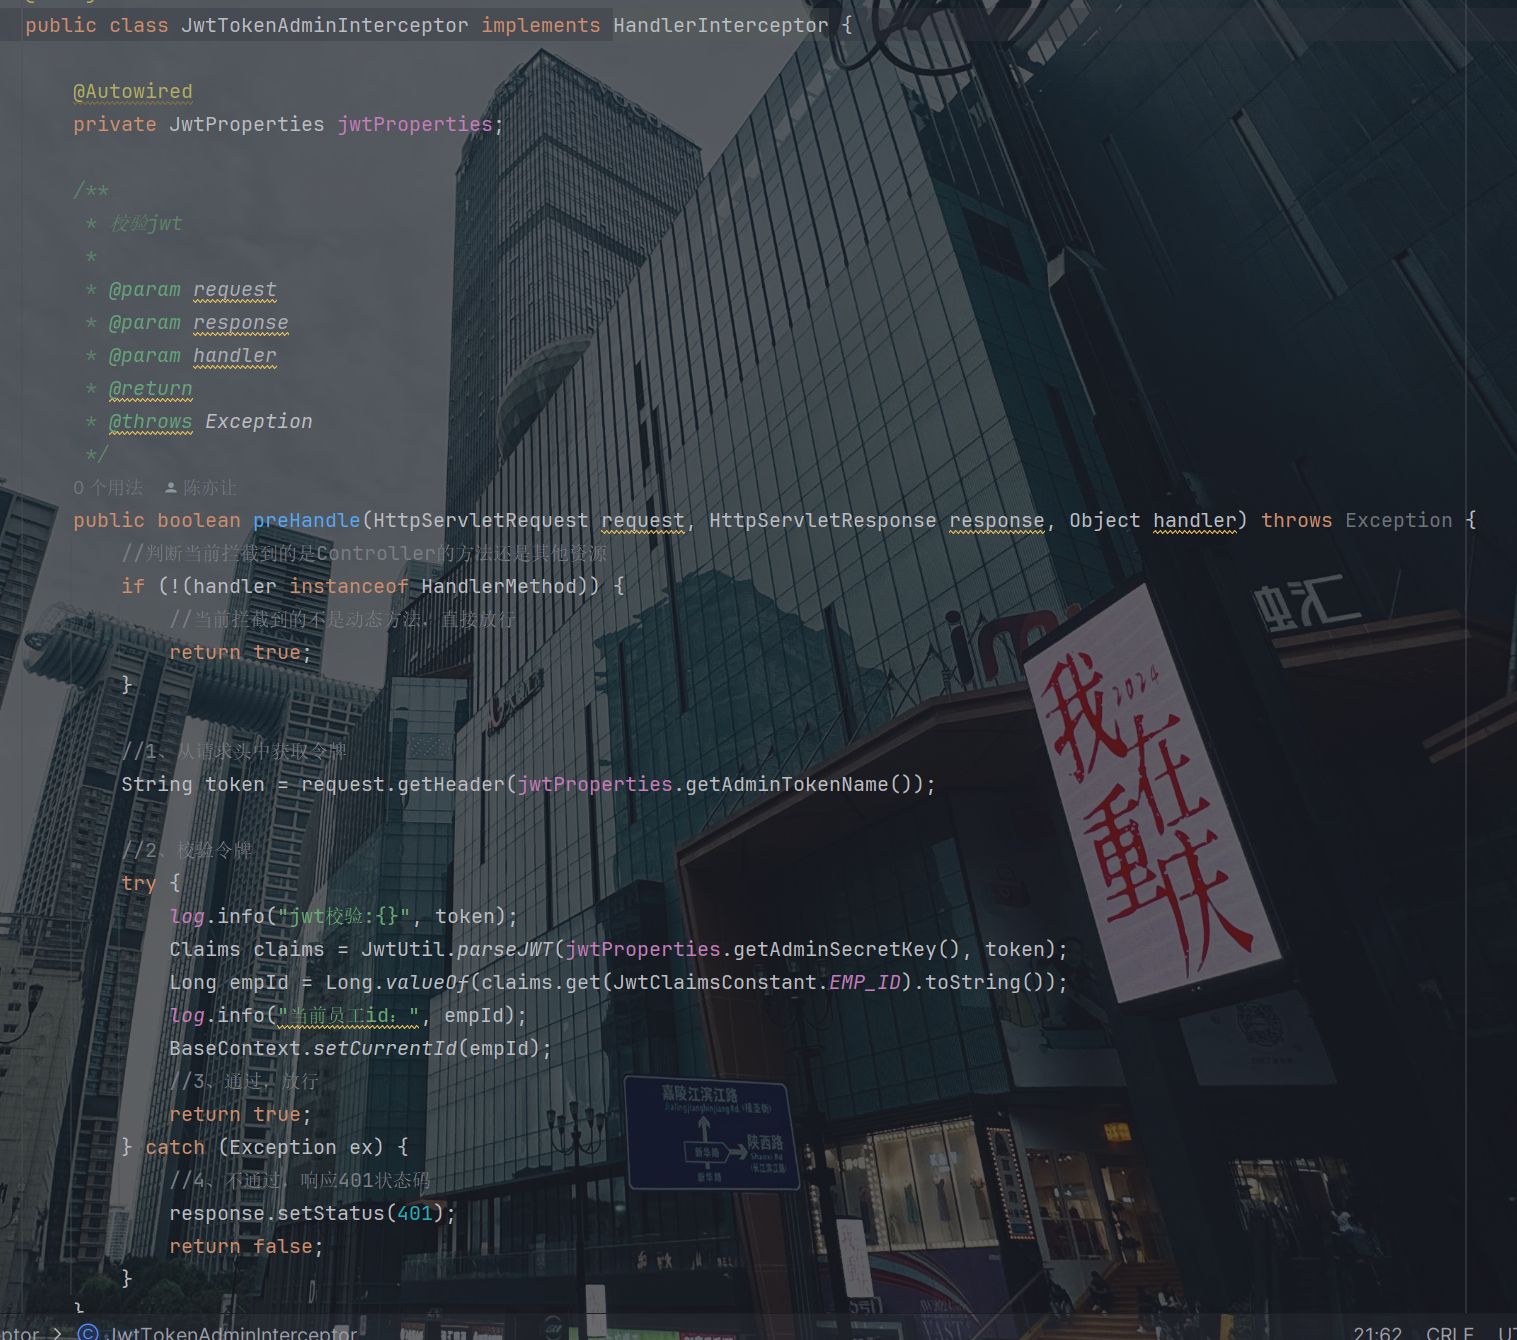 public class JwtTokenAdminInterceptor implements HandlerInterceptor {
@Autowired
private JwtProperties jwtProperties;
/**
* 校验jwt
*
* @param request
* @param response
* @param handler
* @return
* @throws Exception
*/
0 个用法 陈亦让
public boolean preHandle(HttpServletRequest request, HttpServletResponse response, Object handler) throws Exception {
//判断当前拦截到的是Controller的方法还是其他资源
if (!(handler instanceof HandlerMethod)) {
//当前拦截到的不是动态方法，直接放行
return true;
}
//1、从请求头中获取令牌
String token = request.getHeader(jwtProperties.getAdminTokenName());
//2、校验令牌
try {
log.info("jwt校验:{}", token);
Claims claims = JwtUtil.parseJWT(jwtProperties.getAdminSecretKey(), token);
Long empId = Long.valueOf(claims.get(JwtClaimsConstant.EMP_ID).toString());
log.info("当前员工id：", empId);
BaseContext.setCurrentId(empId);
//3、通过，放行
return true;
} catch (Exception ex) {
//4、不通过，响应401状态码
response.setStatus(401);
return false;
}
}
JwtTokenAdminInterceptor
21:62 CRLF
2024
我在重庆
嘉陵江滨江路
陕西路
Shanxi Rd
新华路
新华路